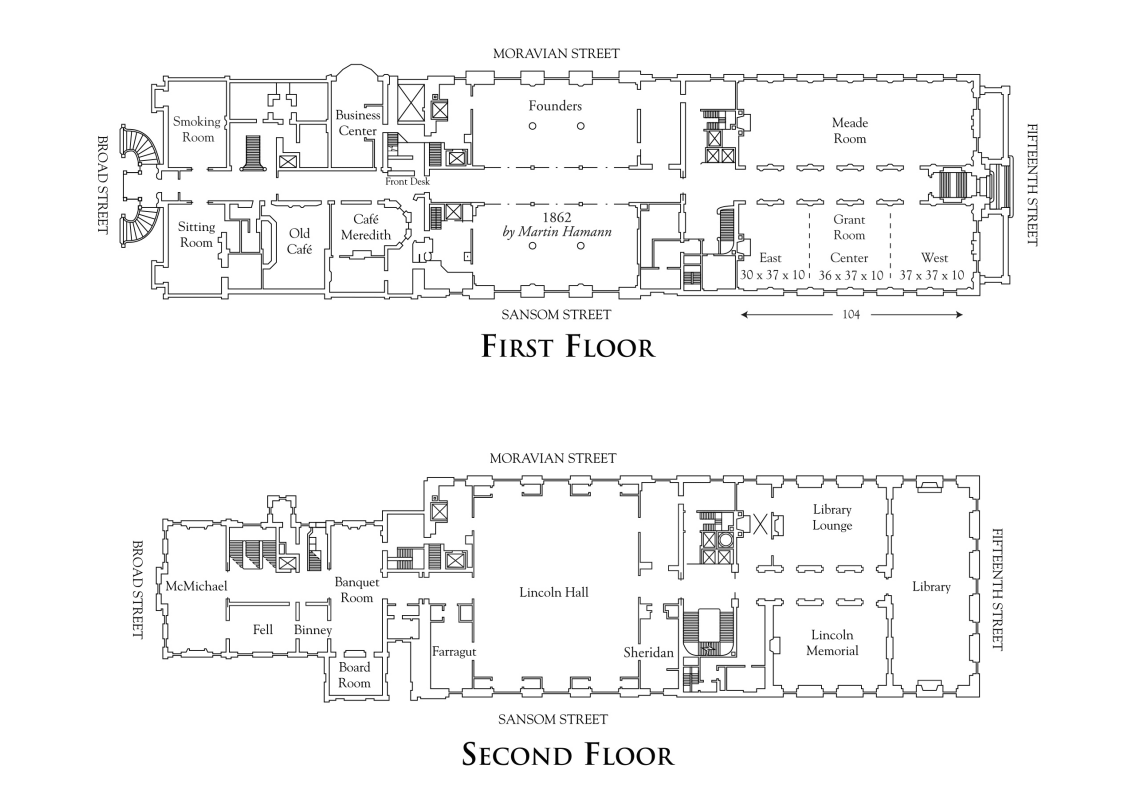 MORAVIAN STREET
Founders
Business
Center
Smoking
Room
Meade
Room
BROAD STREET
FIFTEENTH STREET
Front Desk
1862
by Martin Hamann
Café
Meredith
Sitting
Room
Old
Café
Grant
Room
East
Center
West
30 x 37 x 10
36 x 37 x 10
37 x 37 x 10
SANSOM STREET
104
FIRST FLOOR
MORAVIAN STREET
Library
Lounge
BROAD STREET
FIFTEENTH STREET
McMichael
Banquet
Room
Lincoln Hall
Library
Fell
Binney
Lincoln
Memorial
Farragut
Sheridan
Board
Room
SANSOM STREET
SECOND FLOOR